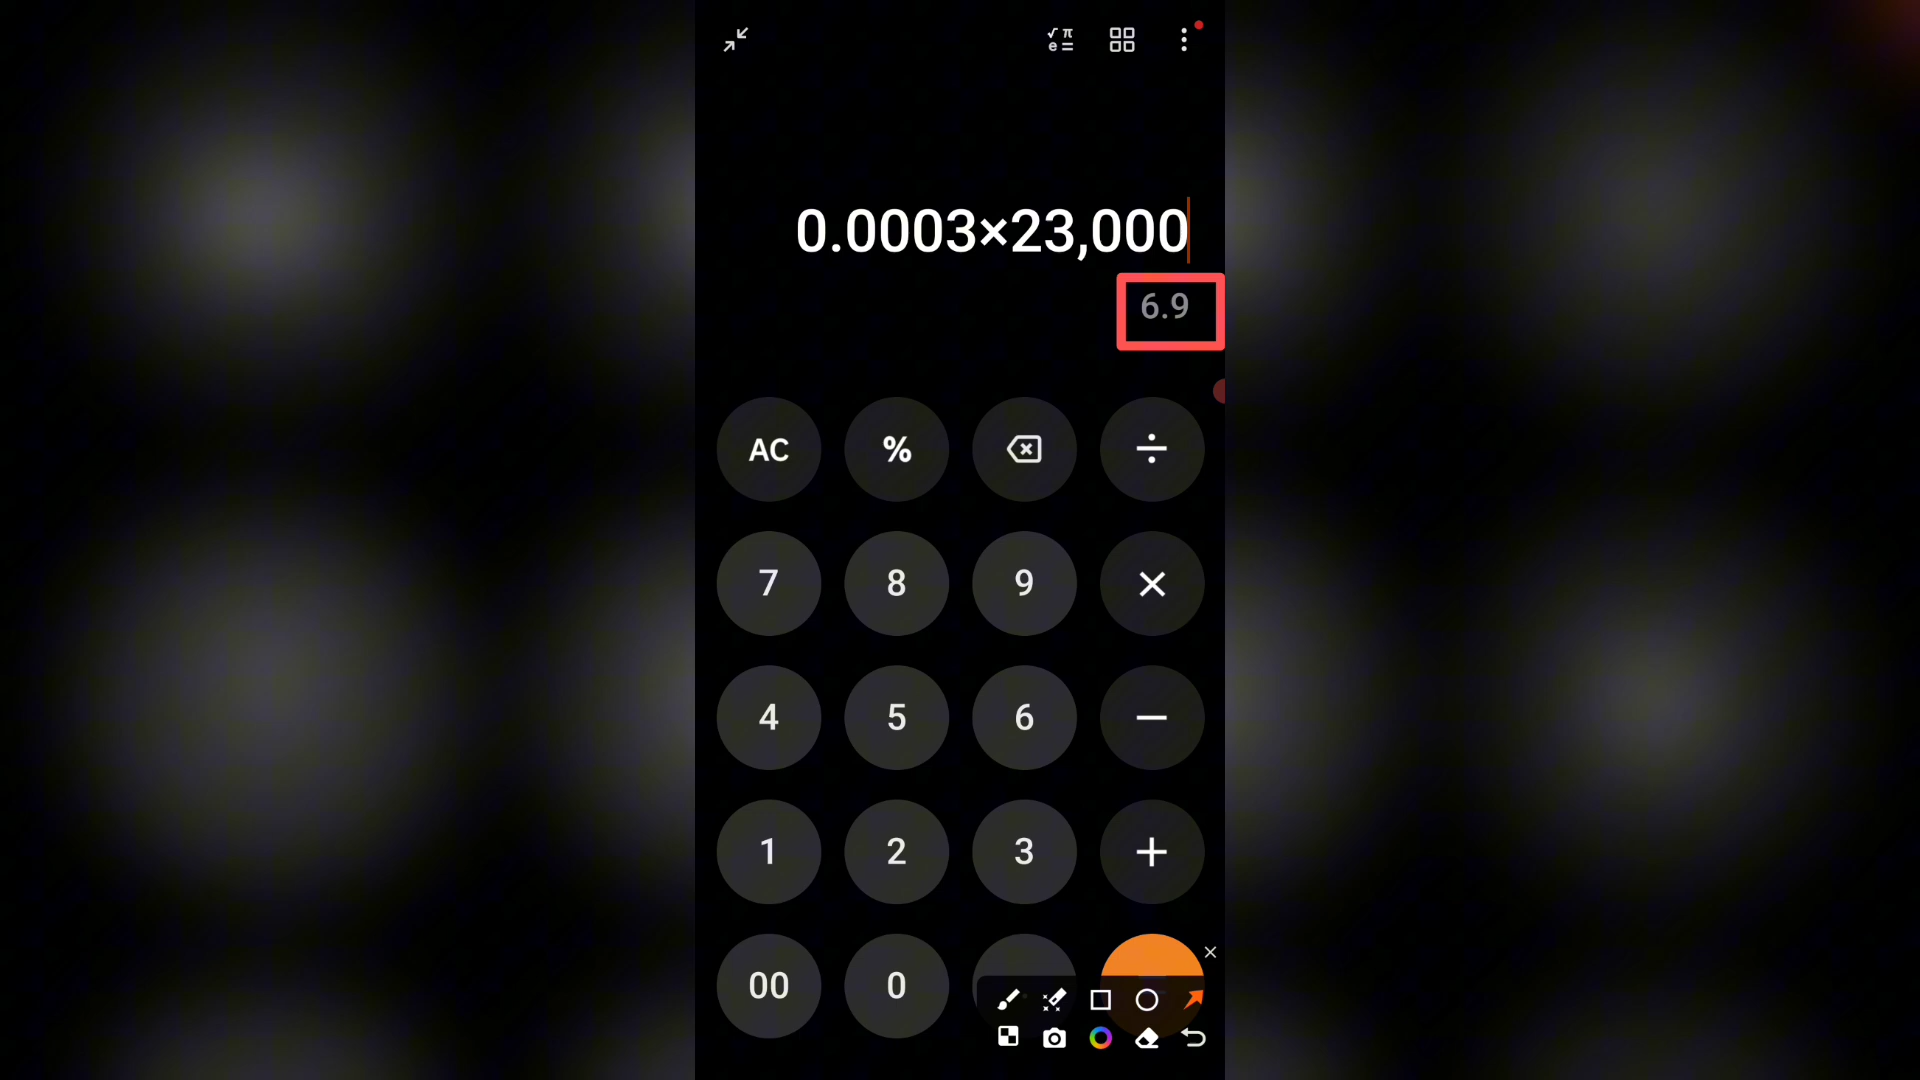 √ π
e =
0.0003×23,000
6.9
AC % ÷
7 8 9 ×
4 5 6 −
1 2 3 +
00 0